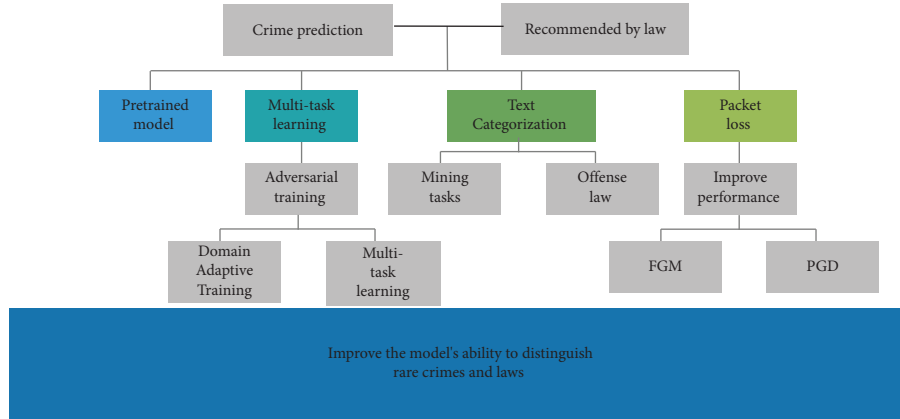 Crime prediction
Recommended by law
Pretrained
model
Multi-task
learning
Text
Categorization
Packet
loss
Adversarial
training
Mining
tasks
Offense
law
Improve
performance
Domain
Adaptive
Training
Multi-
task
learning
FGM
PGD
Improve the model's ability to distinguish
rare crimes and laws